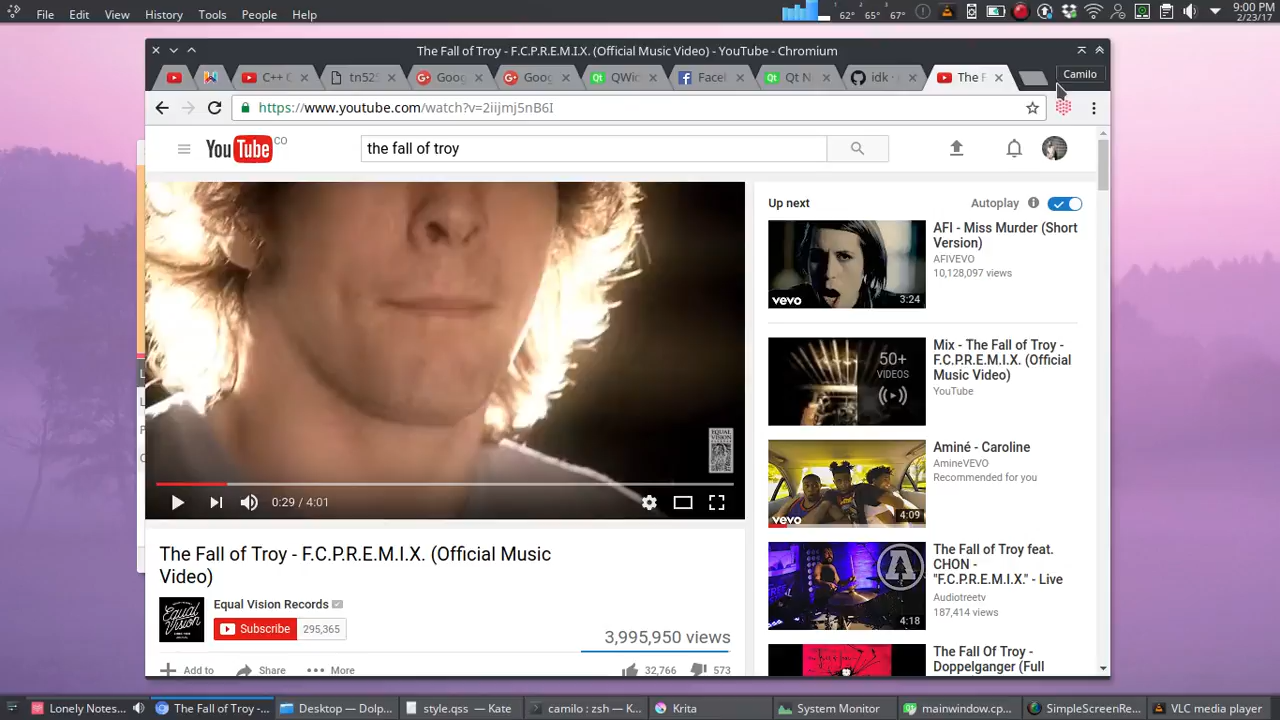 File Edit View History Tools People Help
62° 65° 67°
9:00 PM
2/23/17
The Fall of Troy - F.C.P.R.E.M.I.X. (Official Music Video) - YouTube - Chromium
C++ tn52 Goog Goog QWic Facel Qt N idk The F Camilo
https://www.youtube.com/watch?v=2iijmj5nB6I
YouTube CO
the fall of troy
Up next Autoplay
AFI - Miss Murder (Short
Version)
AFIVEVO
10,128,097 views
vevo 3:24
Mix - The Fall of Troy -
F.C.P.R.E.M.I.X. (Official
Music Video)
YouTube
50+
VIDEOS
Aminé - Caroline
AmineVEVO
Recommended for you
vevo 4:09
The Fall of Troy feat.
CHON -
"F.C.P.R.E.M.I.X." - Live
Audiotreetv
187,414 views
4:18
The Fall Of Troy -
Doppelganger (Full
EQUAL
VISION
0:29 / 4:01
The Fall of Troy - F.C.P.R.E.M.I.X. (Official Music
Video)
Equal Vision Records
Subscribe 295,365
3,995,950 views
Add to Share More 32,766 573
Lonely Notes... The Fall of Troy -... Desktop — Dolp... style.qss — Kate camilo : zsh — K... Krita System Monitor mainwindow.cp... SimpleScreenRe... VLC media player